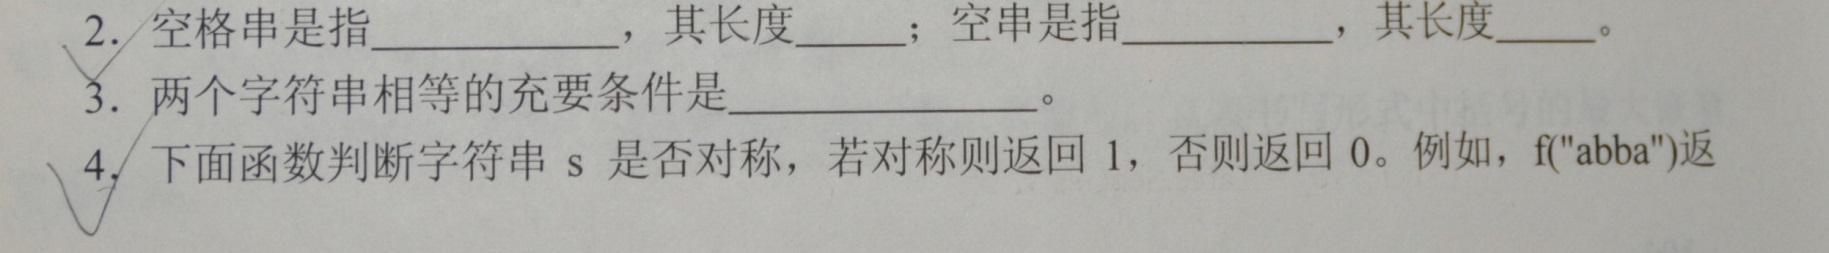 2. 空格串是指____________，其长度_____；空串是指__________，其长度_____。
3. 两个字符串相等的充要条件是_______________。
4. 下面函数判断字符串 s 是否对称，若对称则返回 1，否则返回 0。例如，f("abba")返